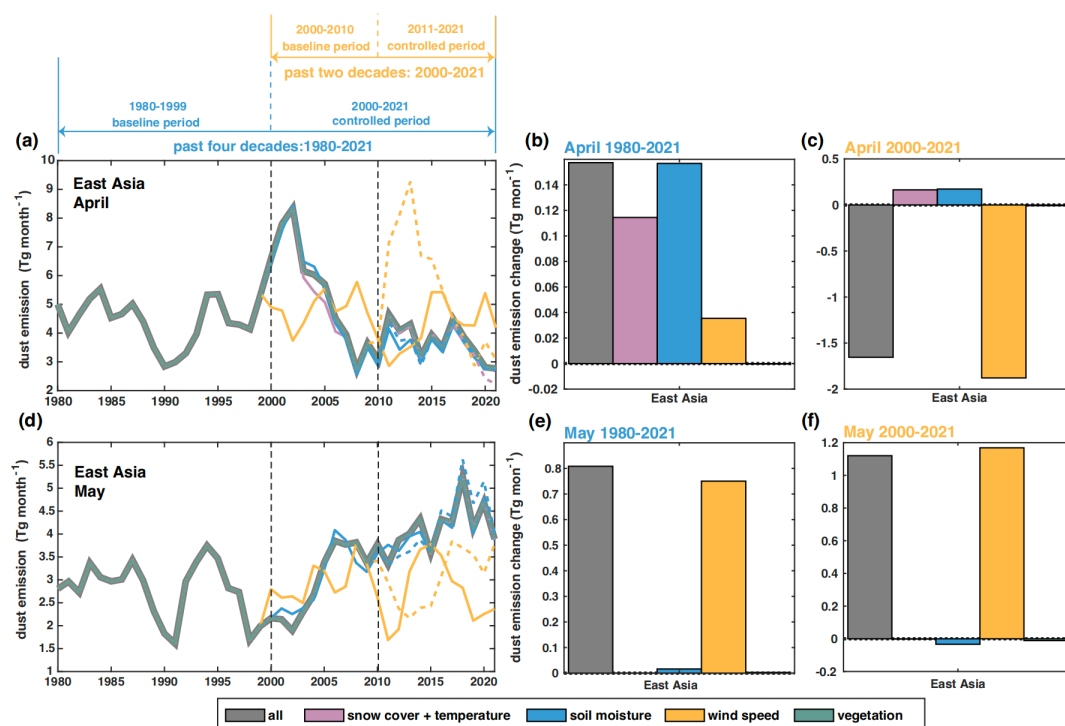 2000-2010 2011-2021
baseline period controlled period
past two decades: 2000-2021
1980-1999 2000-2021
baseline period controlled period
past four decades:1980-2021
(a)
East Asia
April
dust emission (Tg month⁻¹)
10
9
8
7
6
5
4
3
2
1980 1985 1990 1995 2000 2005 2010 2015 2020
(b) April 1980-2021
dust emission change (Tg mon⁻¹)
0.14
0.12
0.1
0.08
0.06
0.04
0.02
0
-0.02
East Asia
(c) April 2000-2021
0.5
0
-0.5
-1
-1.5
-2
East Asia
(d)
East Asia
May
dust emission (Tg month⁻¹)
6
5.5
5
4.5
4
3.5
3
2.5
2
1.5
1
1980 1985 1990 1995 2000 2005 2010 2015 2020
(e) May 1980-2021
dust emission change (Tg mon⁻¹)
0.8
0.7
0.6
0.5
0.4
0.3
0.2
0.1
0
East Asia
(f) May 2000-2021
1.2
1
0.8
0.6
0.4
0.2
0
-0.2
East Asia
all snow cover + temperature soil moisture wind speed vegetation